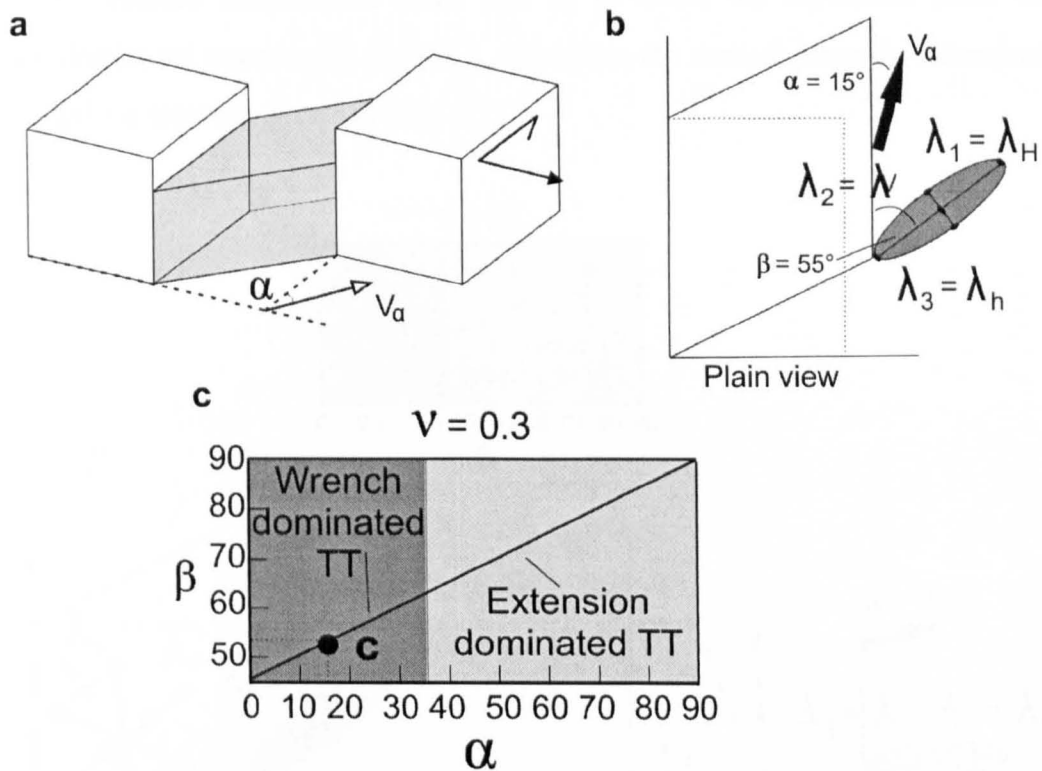 a
α
Vα
b
Vα
α = 15°
λ1 = λH
λ2 = λV
β = 55°
λ3 = λh
Plain view
c
ν = 0.3
90
80
70
60
50
β
Wrench
dominated
TT
Extension
dominated TT
c
0 10 20 30 40 50 60 70 80 90
α